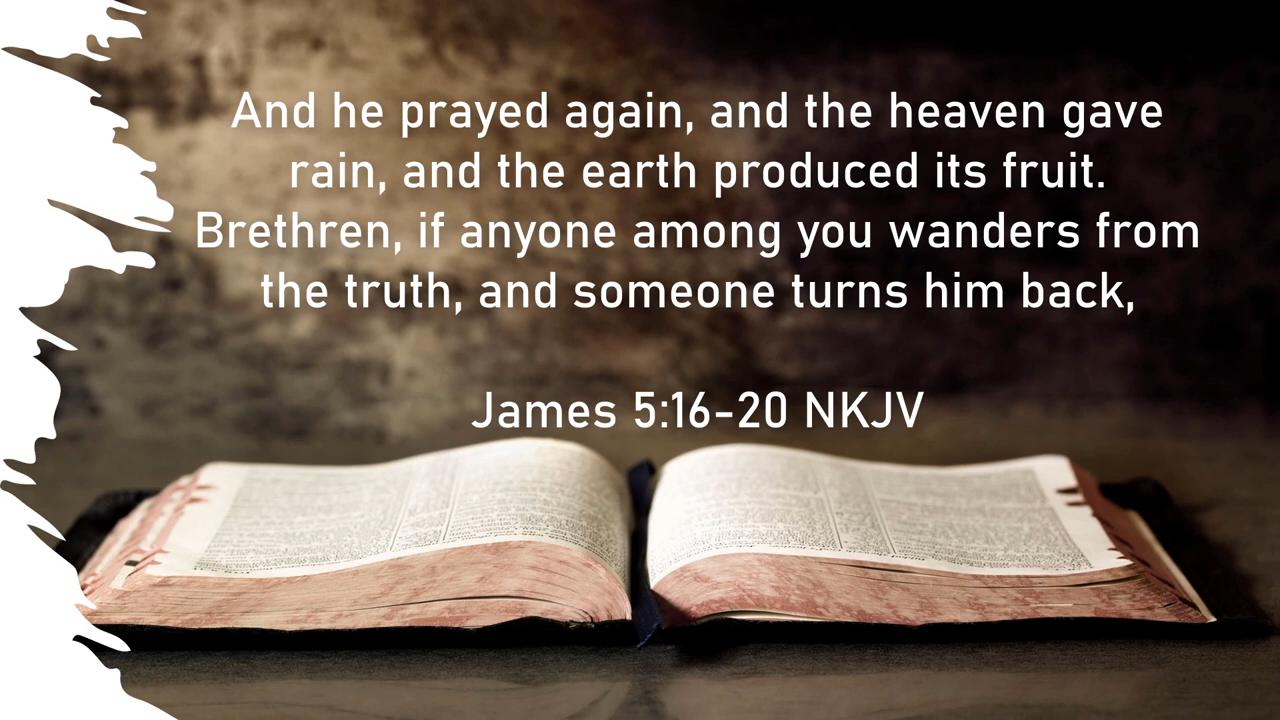 And he prayed again, and the heaven gave
rain, and the earth produced its fruit.
Brethren, if anyone among you wanders from
the truth, and someone turns him back,
James 5:16-20 NKJV